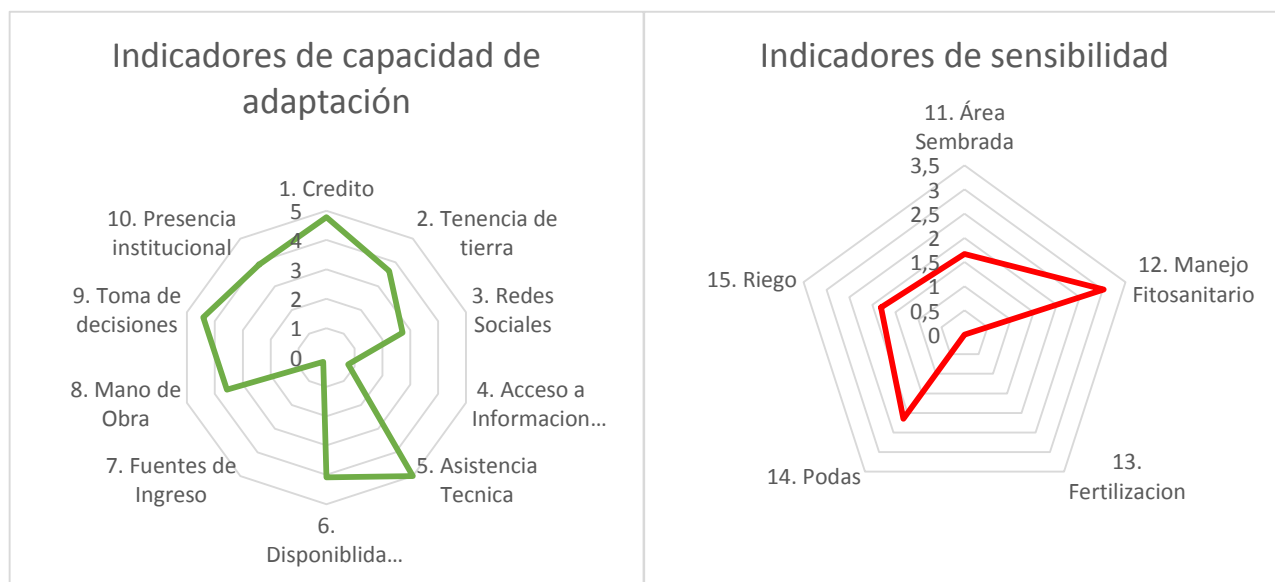 Indicadores de capacidad de
adaptación
1. Credito
2. Tenencia de
tierra
3. Redes
Sociales
4. Acceso a
Informacion...
5. Asistencia
Tecnica
6.
Disponiblida...
7. Fuentes de
Ingreso
8. Mano de
Obra
9. Toma de
decisiones
10. Presencia
institucional
5
4
3
2
1
0
Indicadores de sensibilidad
11. Área
Sembrada
12. Manejo
Fitosanitario
13.
Fertilizacion
14. Podas
15. Riego
3,5
3
2,5
2
1,5
1
0,5
0